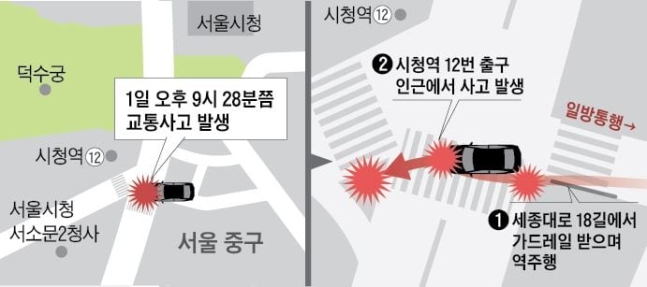 서울시청
덕수궁
1일 오후 9시 28분쯤
교통사고 발생
시청역 ⑫
서울시청
서소문2청사
서울 중구
시청역 ⑫
❷ 시청역 12번 출구
인근에서 사고 발생
일방통행→
❶ 세종대로 18길에서
가드레일 받으며
역주행